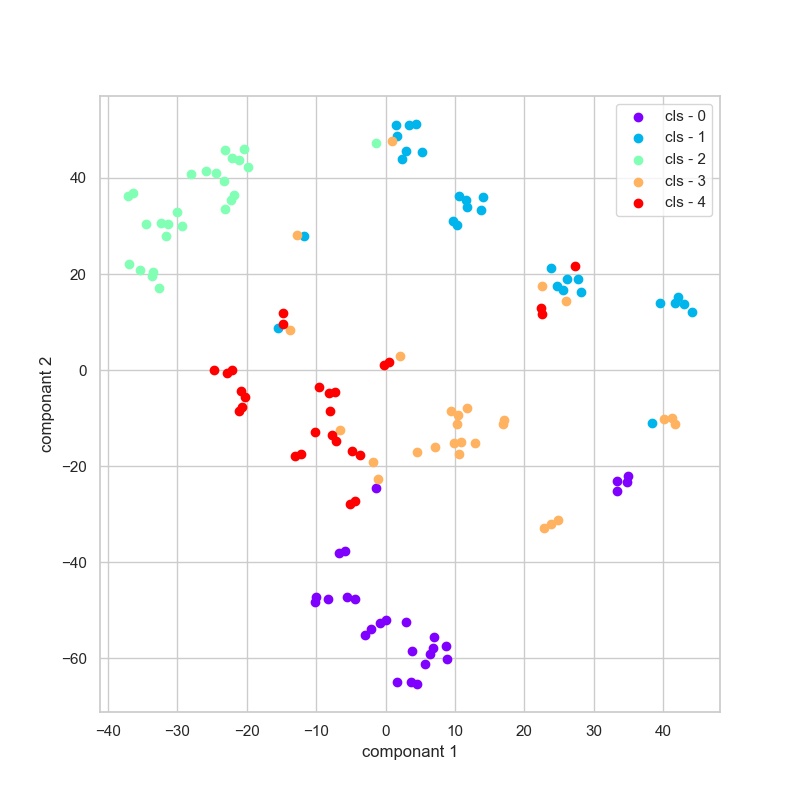 cls - 0
cls - 1
cls - 2
cls - 3
cls - 4
40
20
0
−20
−40
−60
componant 2
−40 −30 −20 −10 0 10 20 30 40
componant 1